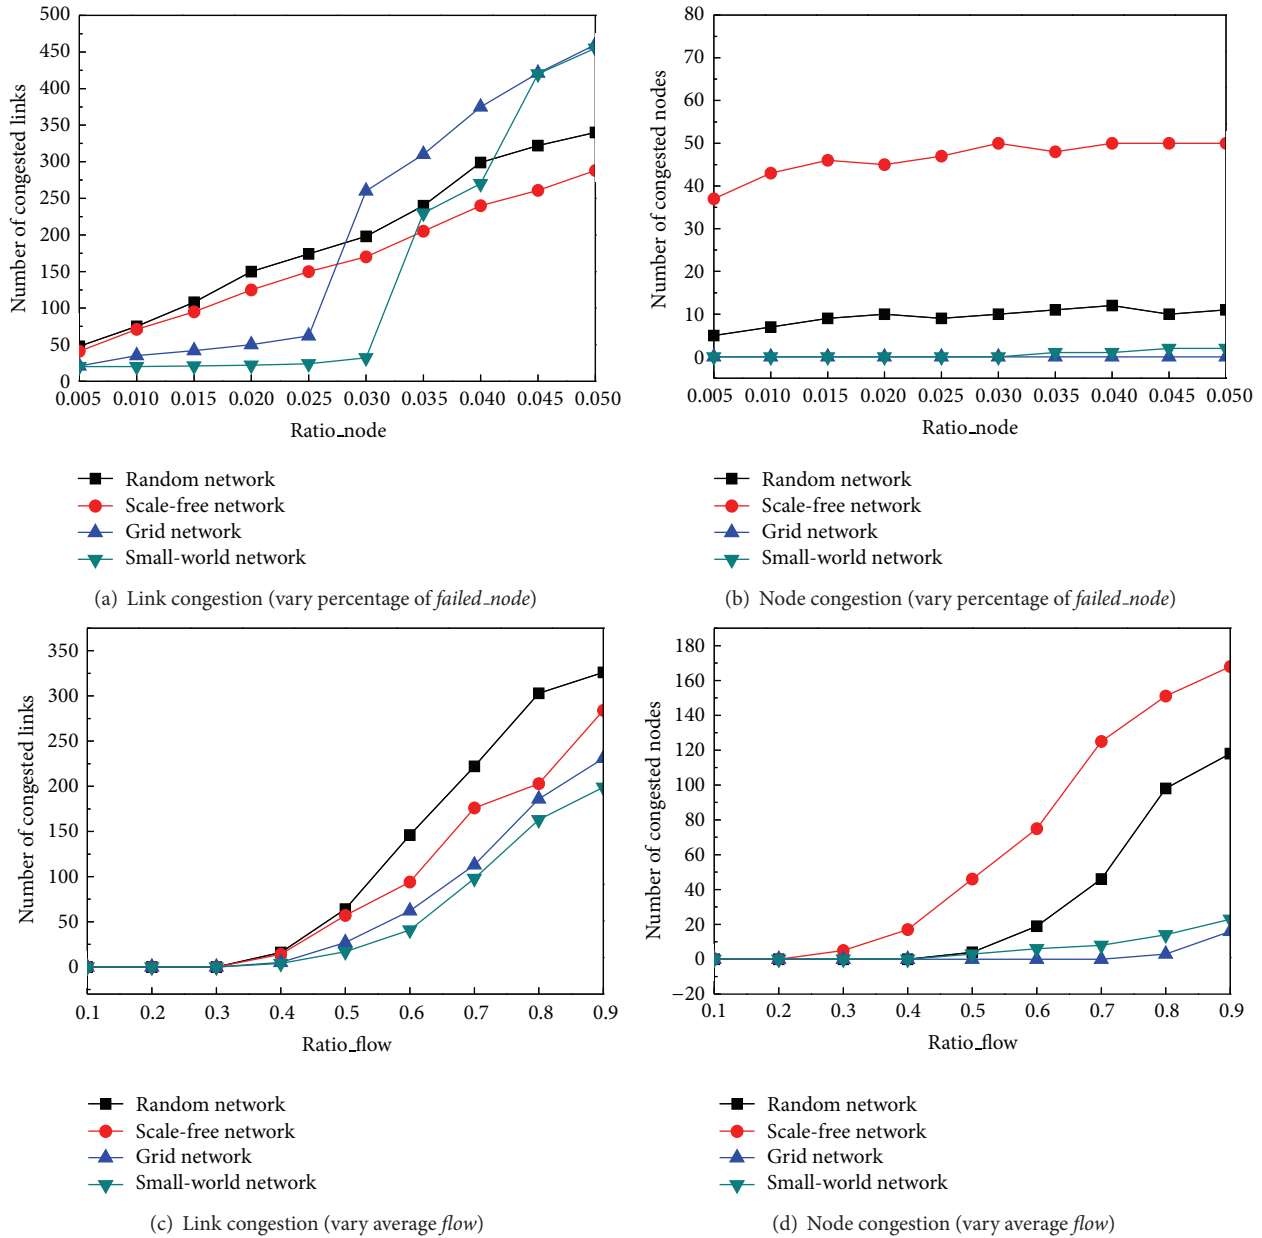 500
450
400
350
300
250
200
150
100
50
0
Number of congested links
0.005 0.010 0.015 0.020 0.025 0.030 0.035 0.040 0.045 0.050
Ratio_node
Random network
Scale-free network
Grid network
Small-world network
(a) Link congestion (vary percentage of failed_node)
80
70
60
50
40
30
20
10
0
Number of congested nodes
0.005 0.010 0.015 0.020 0.025 0.030 0.035 0.040 0.045 0.050
Ratio_node
Random network
Scale-free network
Grid network
Small-world network
(b) Node congestion (vary percentage of failed_node)
350
300
250
200
150
100
50
0
Number of congested links
0.1 0.2 0.3 0.4 0.5 0.6 0.7 0.8 0.9
Ratio_flow
Random network
Scale-free network
Grid network
Small-world network
(c) Link congestion (vary average flow)
180
160
140
120
100
80
60
40
20
0
−20
Number of congested nodes
0.1 0.2 0.3 0.4 0.5 0.6 0.7 0.8 0.9
Ratio_flow
Random network
Scale-free network
Grid network
Small-world network
(d) Node congestion (vary average flow)